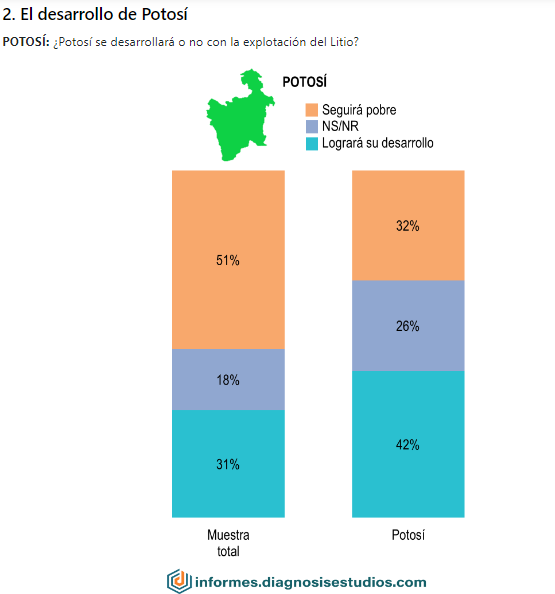 2. El desarrollo de Potosí
POTOSÍ: ¿Potosí se desarrollará o no con la explotación del Litio?
POTOSÍ
Seguirá pobre
NS/NR
Logrará su desarrollo
51%
18%
31%
32%
26%
42%
Muestra
total
Potosí
informes.diagnosisestudios.com